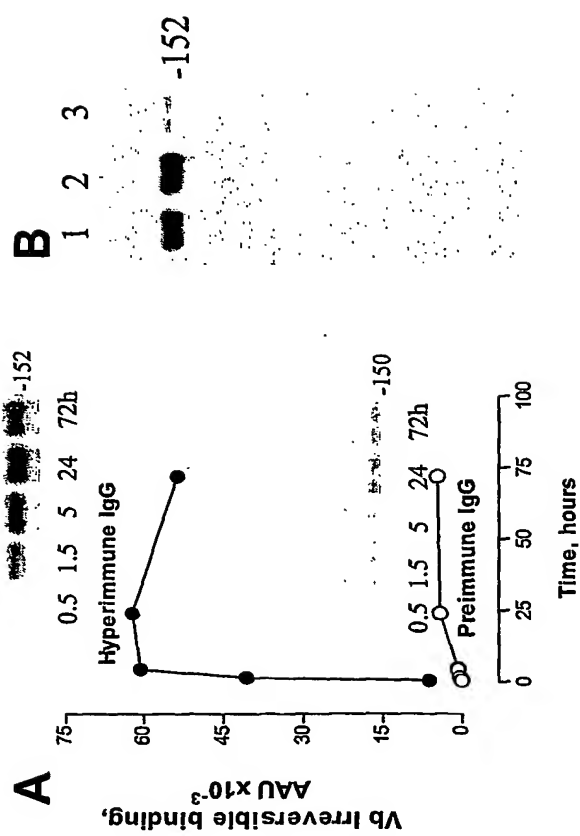 A
-152
0.5 1.5 5 24 72h
Hyperimmune IgG
-150
0.5 1.5 5 24 72h
Preimmune IgG
Vb Irreversible binding,
AAU x10-3
75
60
45
30
15
0
0 25 50 75 100
Time, hours
B
1 2 3
-152